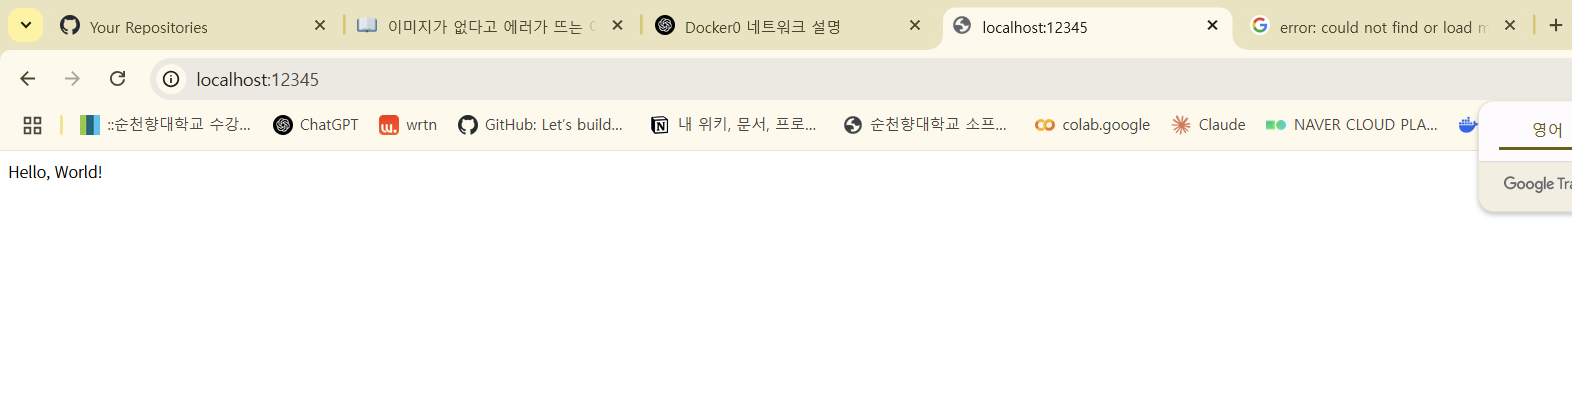 Your Repositories 이미지가 없다고 에러가 뜨는 Docker0 네트워크 설명 localhost:12345 error: could not find or load
localhost:12345
::순천향대학교 수강... ChatGPT wrtn GitHub: Let's build... 내 위키, 문서, 프로... 순천향대학교 소프... colab.google Claude NAVER CLOUD PLA...
영어
Hello, World!
Google